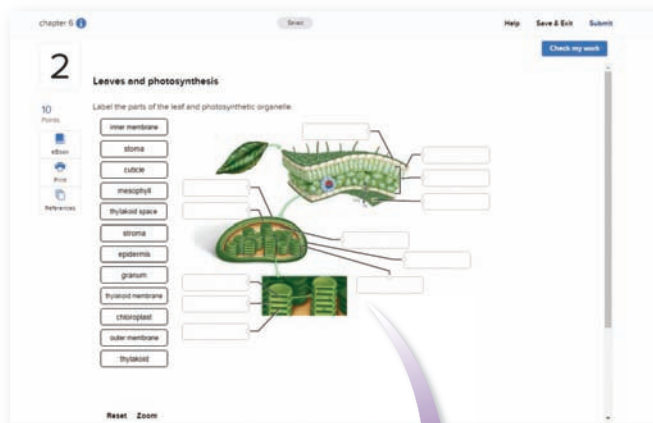 chapter 6
Help
Save & Exit
Submit
Check my work
2
Leaves and photosynthesis
10
Points
Label the parts of the leaf and photosynthetic organelle.
eBook
Print
References
inner membrane
stoma
cuticle
mesophyll
thylakoid space
stroma
epidermis
granum
thylakoid membrane
chloroplast
outer membrane
thylakoid
Reset Zoom